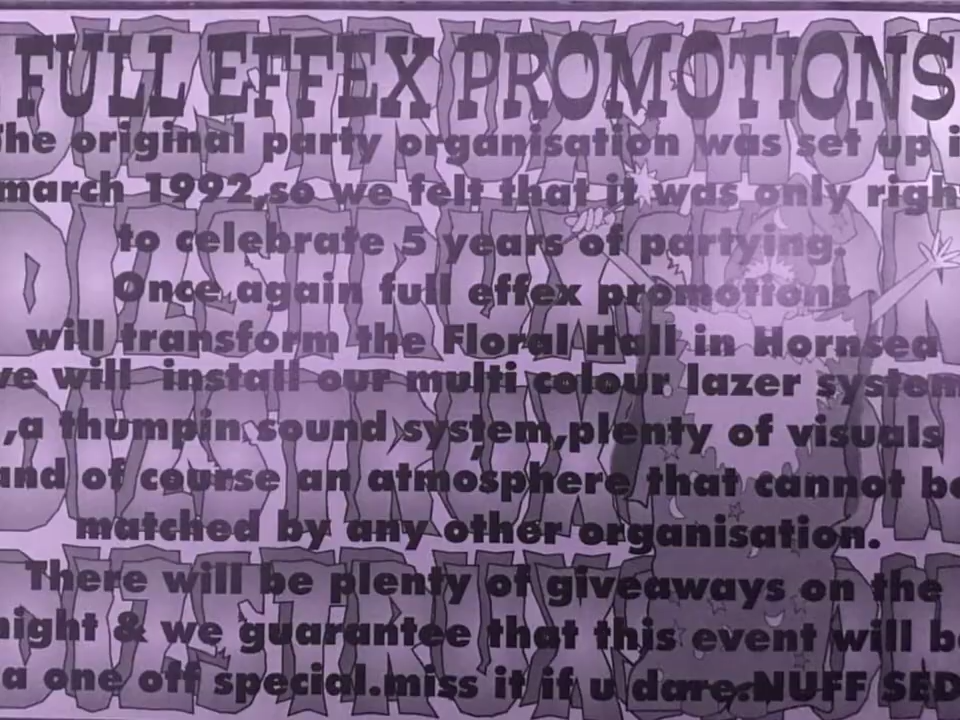 FULL EFFEX PROMOTIONS
The original party organisation was set up i
march 1992,so we felt that it was only righ
to celebrate 5 years of partying.
Once again full effex promotions
will transform the Floral Hall in Hornsea
we will install our multi colour lazer system
,a thumpin sound system,plenty of visuals
and of course an atmosphere that cannot be
matched by any other organisation.
There will be plenty of giveaways on the
night & we guarantee that this event will be
a one off special.miss it if u dare.NUFF SED